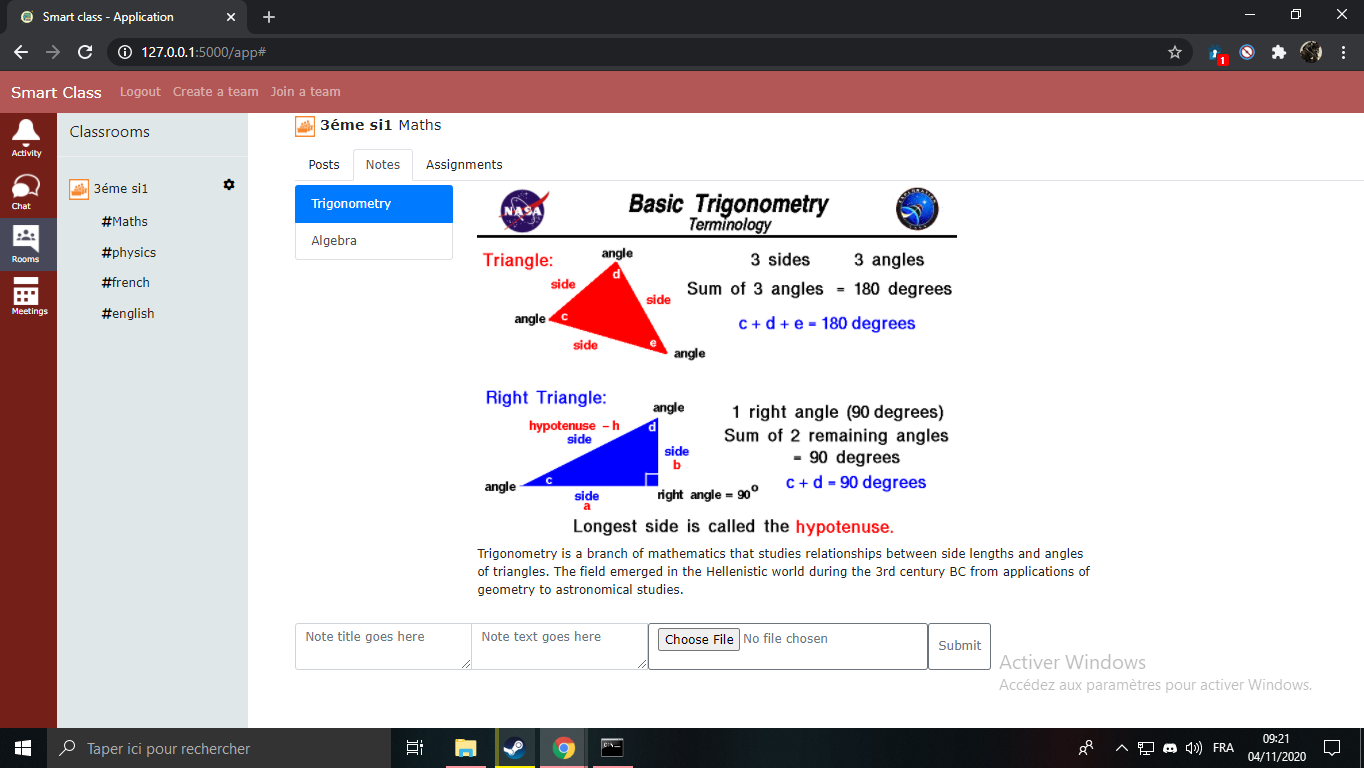 Smart class - Application
127.0.0.1:5000/app#
1
Smart Class Logout Create a team Join a team
Activity
Chat
Rooms
Meetings
Classrooms
3éme si1
#Maths
#physics
#french
#english
3éme si1 Maths
Posts Notes Assignments
Trigonometry
Algebra
NASA
Basic Trigonometry
Terminology
Triangle:
angle
d
side
side
angle
c
side
e
angle
3 sides 3 angles
Sum of 3 angles = 180 degrees
c + d + e = 180 degrees
Right Triangle:
angle
hypotenuse - h
side
d
side
b
angle
c
side
a
right angle = 90°
1 right angle (90 degrees)
Sum of 2 remaining angles
= 90 degrees
c + d = 90 degrees
Longest side is called the hypotenuse.
Trigonometry is a branch of mathematics that studies relationships between side lengths and angles
of triangles. The field emerged in the Hellenistic world during the 3rd century BC from applications of
geometry to astronomical studies.
Note title goes here
Note text goes here
Choose File No file chosen
Submit
Activer Windows
Accédez aux paramètres pour activer Windows.
Taper ici pour rechercher
FRA
09:21
04/11/2020